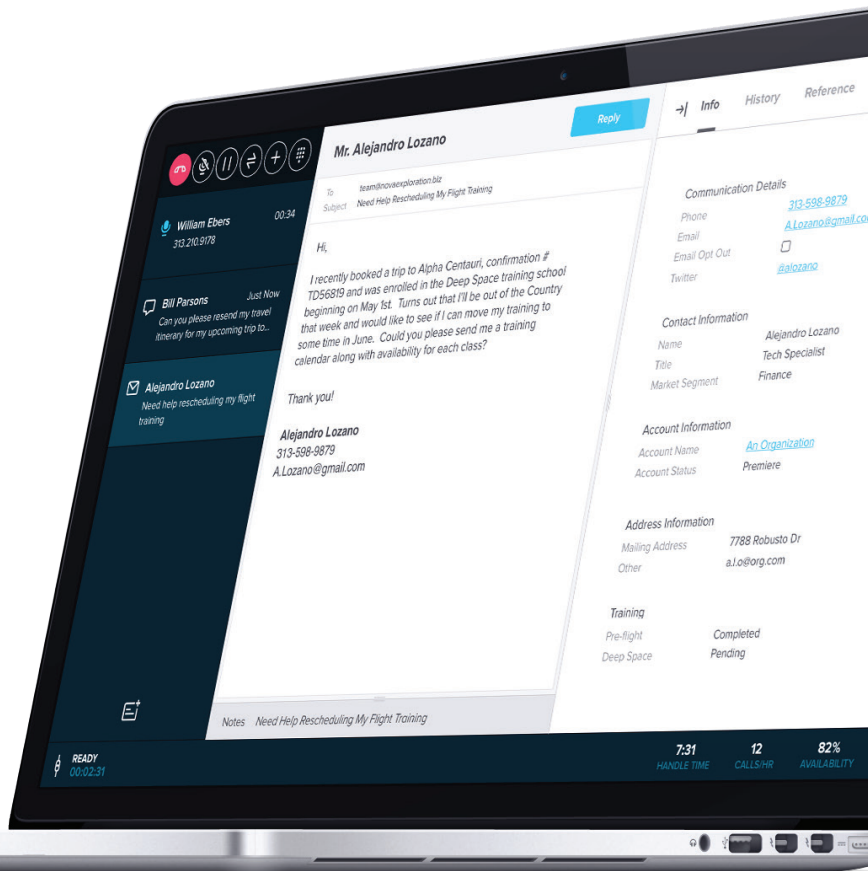 William Ebers 00:34
313.210.9178
Bill Parsons Just Now
Can you please resend my travel
itinerary for my upcoming trip to...
Alejandro Lozano
Need help rescheduling my flight
training
READY
00:02:31
Mr. Alejandro Lozano
Reply
To team@novaexploration.biz
Subject Need Help Rescheduling My Flight Training
Hi,
I recently booked a trip to Alpha Centauri, confirmation #
TD56819 and was enrolled in the Deep Space training school
beginning on May 1st. Turns out that I'll be out of the Country
that week and would like to see if I can move my training to
some time in June. Could you please send me a training
calendar along with availability for each class?
Thank you!
Alejandro Lozano
313-598-9879
A.Lozano@gmail.com
Notes Need Help Rescheduling My Flight Training
Info History Reference
Communication Details
Phone 313-598-9879
Email A.Lozano@gmail.com
Email Opt Out
Twitter @alozano
Contact Information
Name Alejandro Lozano
Title Tech Specialist
Market Segment Finance
Account Information
Account Name An Organization
Account Status Premiere
Address Information
Mailing Address 7788 Robusto Dr
Other a.l.o@org.com
Training
Pre-flight Completed
Deep Space Pending
7:31 12 82%
HANDLE TIME CALLS/HR AVAILABILITY